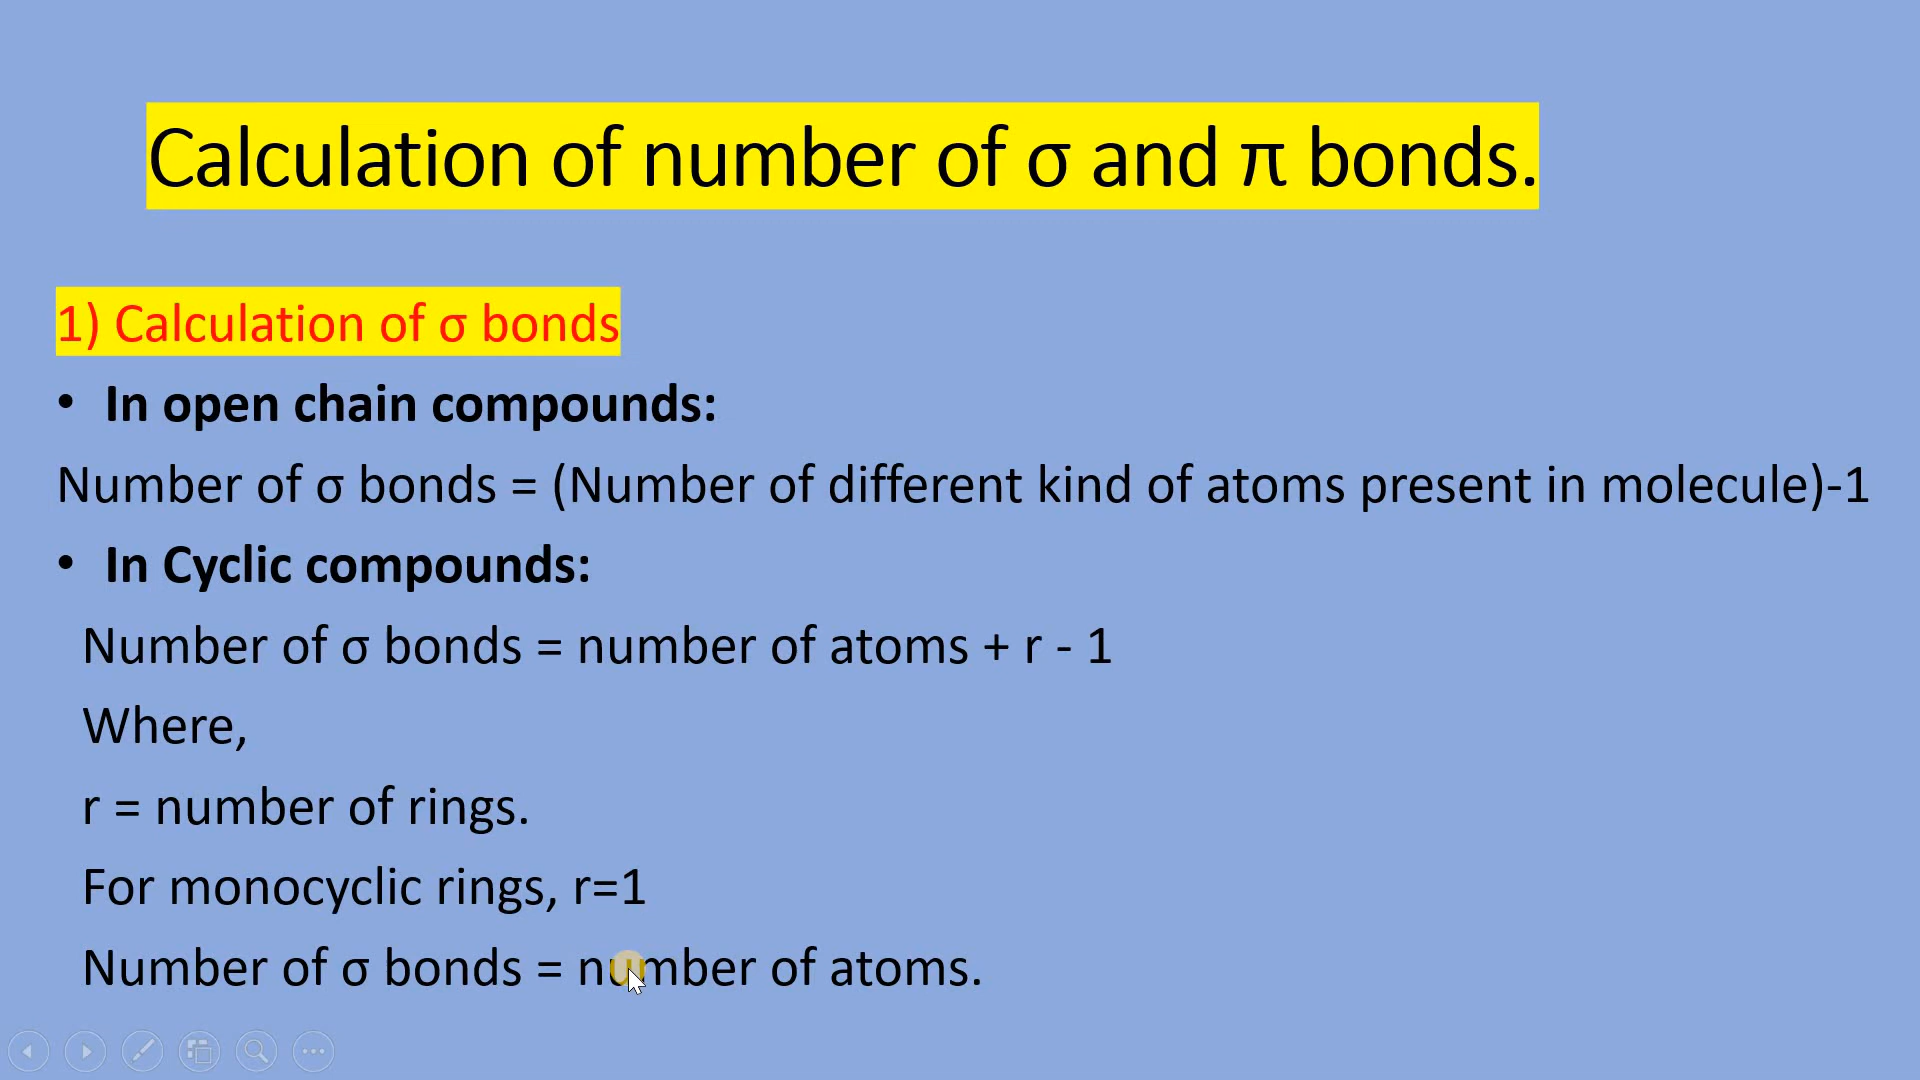 Calculation of number of σ and π bonds.
1) Calculation of σ bonds
• In open chain compounds:
Number of σ bonds = (Number of different kind of atoms present in molecule)-1
• In Cyclic compounds:
Number of σ bonds = number of atoms + r - 1
Where,
r = number of rings.
For monocyclic rings, r=1
Number of σ bonds = number of atoms.